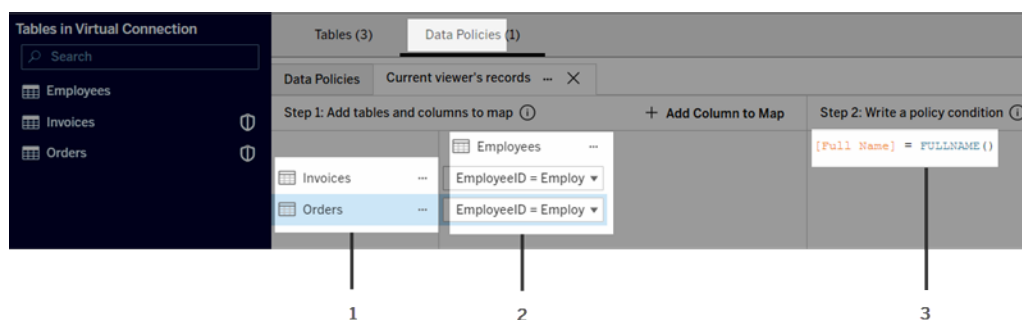 Tables in Virtual Connection
Search
Employees
Invoices
Orders
Tables (3)
Data Policies (1)
Data Policies
Current viewer's records
Step 1: Add tables and columns to map
+ Add Column to Map
Step 2: Write a policy condition
Employees
Invoices
EmployeeID = Employ
Orders
EmployeeID = Employ
[Full Name] = FULLNAME()
1
2
3